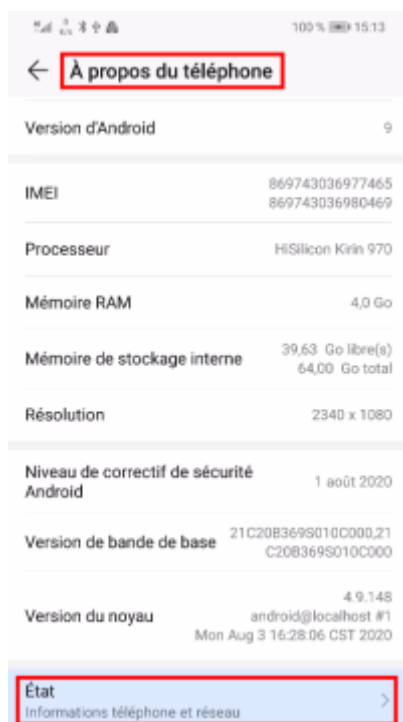 100 % 15:13
À propos du téléphone
Version d'Android 9
IMEI 869743036977465
869743036980469
Processeur HiSilicon Kirin 970
Mémoire RAM 4,0 Go
Mémoire de stockage interne 39,63 Go libre(s)
64,00 Go total
Résolution 2340 x 1080
Niveau de correctif de sécurité
Android 1 août 2020
Version de bande de base 21C20B369S010C000,21
C20B369S010C000
Version du noyau 4.9.148
android@localhost #1
Mon Aug 3 16:28:06 CST 2020
État
Informations téléphone et réseau